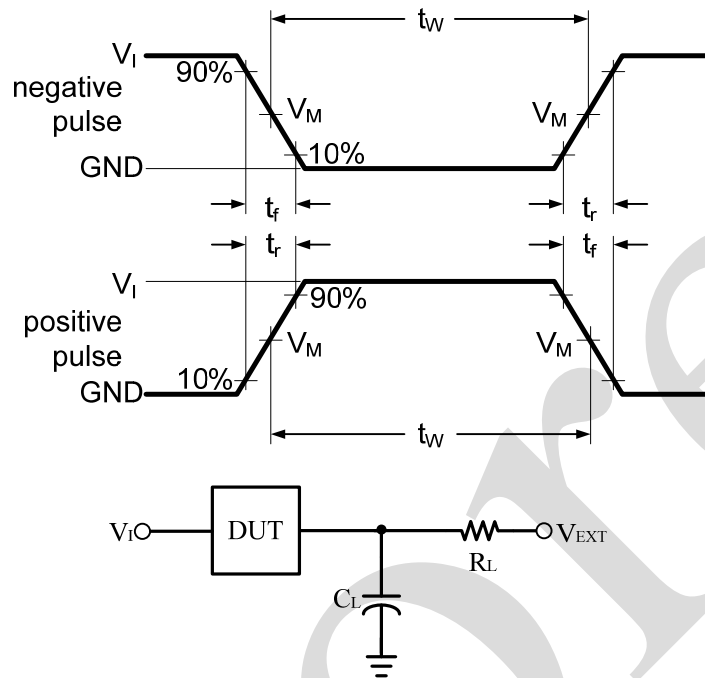 tW
VI
90%
negative
pulse
VM
VM
10%
GND
tf
tr
tr
tf
VI
90%
positive
pulse
VM
VM
10%
GND
tW
VI
DUT
VEXT
RL
CL